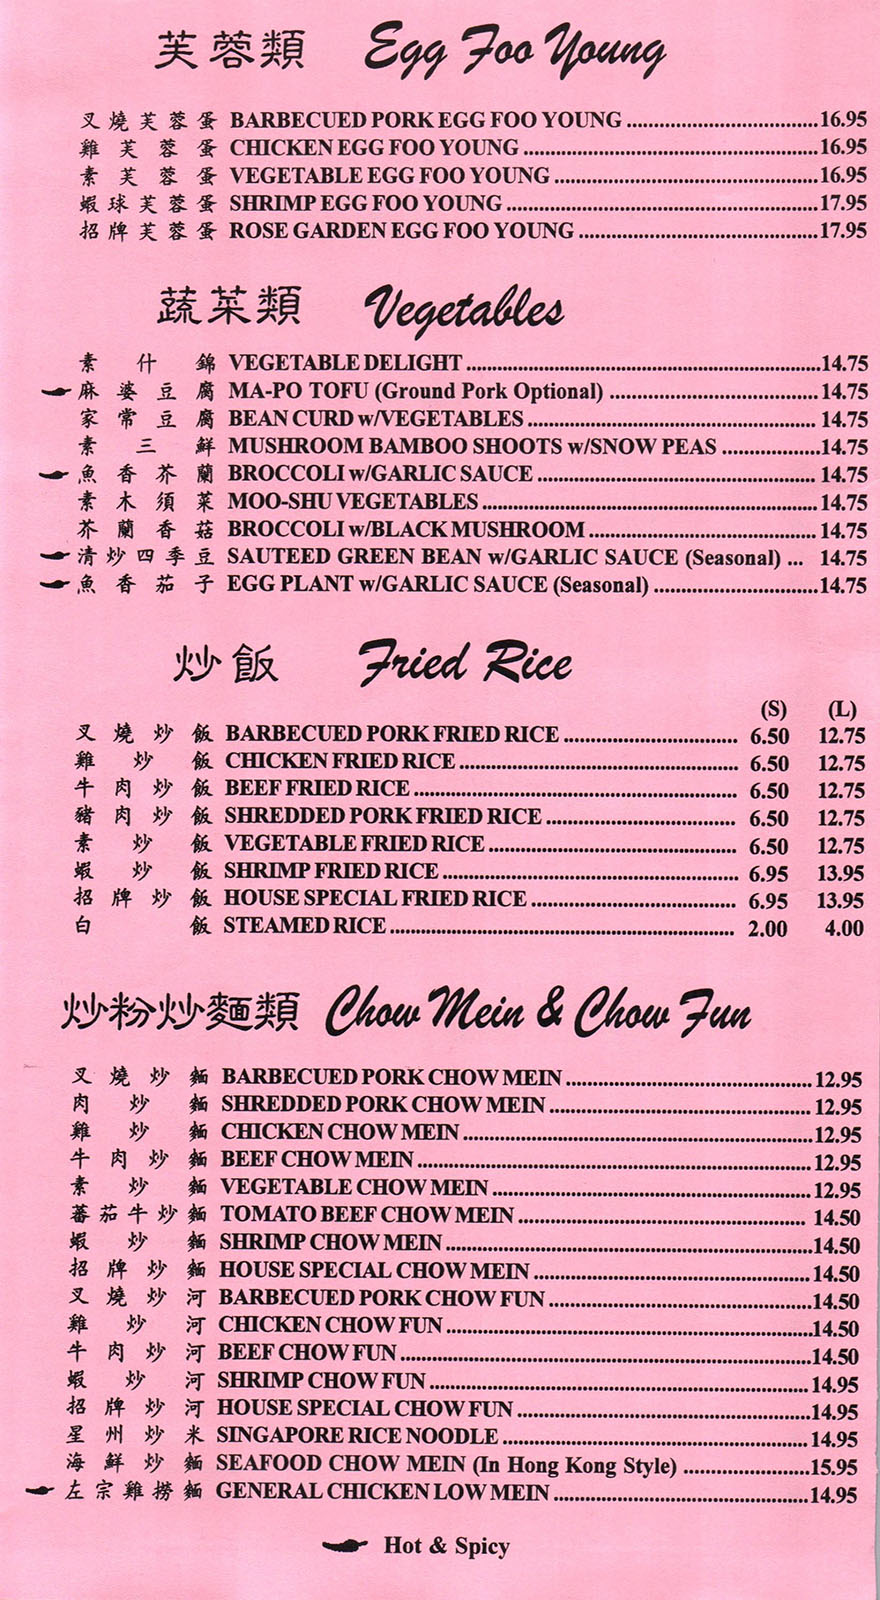 芙蓉類 Egg Foo Young
叉燒芙蓉蛋 BARBECUED PORK EGG FOO YOUNG 16.95
雞芙蓉蛋 CHICKEN EGG FOO YOUNG 16.95
素芙蓉蛋 VEGETABLE EGG FOO YOUNG 16.95
蝦球芙蓉蛋 SHRIMP EGG FOO YOUNG 17.95
招牌芙蓉蛋 ROSE GARDEN EGG FOO YOUNG 17.95
蔬菜類 Vegetables
素什錦 VEGETABLE DELIGHT 14.75
麻婆豆腐 MA-PO TOFU (Ground Pork Optional) 14.75
家常豆腐 BEAN CURD w/VEGETABLES 14.75
素三鮮 MUSHROOM BAMBOO SHOOTS w/SNOW PEAS 14.75
魚香芥蘭 BROCCOLI w/GARLIC SAUCE 14.75
素木須菜 MOO-SHU VEGETABLES 14.75
芥蘭香菇 BROCCOLI w/BLACK MUSHROOM 14.75
清炒四季豆 SAUTEED GREEN BEAN w/GARLIC SAUCE (Seasonal) ... 14.75
魚香茄子 EGG PLANT w/GARLIC SAUCE (Seasonal) 14.75
炒飯 Fried Rice
(S) (L)
叉燒炒飯 BARBECUED PORK FRIED RICE 6.50 12.75
雞炒飯 CHICKEN FRIED RICE 6.50 12.75
牛肉炒飯 BEEF FRIED RICE 6.50 12.75
豬肉炒飯 SHREDDED PORK FRIED RICE 6.50 12.75
素炒飯 VEGETABLE FRIED RICE 6.50 12.75
蝦炒飯 SHRIMP FRIED RICE 6.95 13.95
招牌炒飯 HOUSE SPECIAL FRIED RICE 6.95 13.95
白飯 STEAMED RICE 2.00 4.00
炒粉炒麵類 Chow Mein & Chow Fun
叉燒炒麵 BARBECUED PORK CHOW MEIN 12.95
肉炒麵 SHREDDED PORK CHOW MEIN 12.95
雞炒麵 CHICKEN CHOW MEIN 12.95
牛肉炒麵 BEEF CHOW MEIN 12.95
素炒麵 VEGETABLE CHOW MEIN 12.95
蕃茄牛炒麵 TOMATO BEEF CHOW MEIN 14.50
蝦炒麵 SHRIMP CHOW MEIN 14.50
招牌炒麵 HOUSE SPECIAL CHOW MEIN 14.50
叉燒炒河 BARBECUED PORK CHOW FUN 14.50
雞炒河 CHICKEN CHOW FUN 14.50
牛肉炒河 BEEF CHOW FUN 14.50
蝦炒河 SHRIMP CHOW FUN 14.95
招牌炒河 HOUSE SPECIAL CHOW FUN 14.95
星州炒米 SINGAPORE RICE NOODLE 14.95
海鮮炒麵 SEAFOOD CHOW MEIN (In Hong Kong Style) 15.95
左宗雞撈麵 GENERAL CHICKEN LOW MEIN 14.95
Hot & Spicy